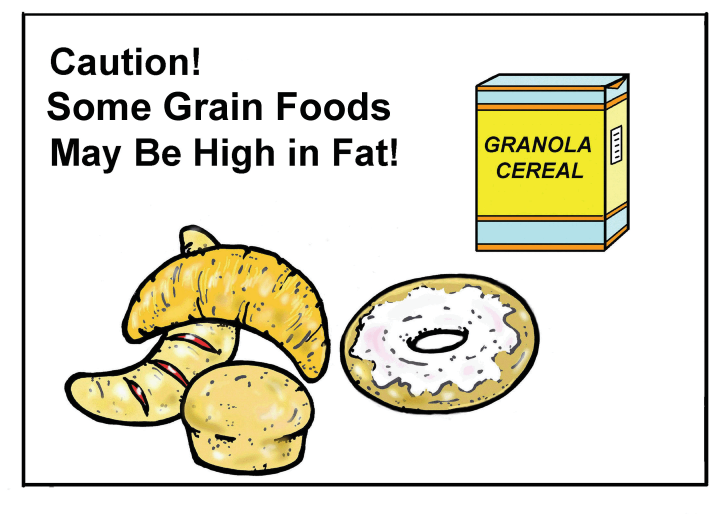 Caution!
Some Grain Foods
May Be High in Fat!
GRANOLA
CEREAL